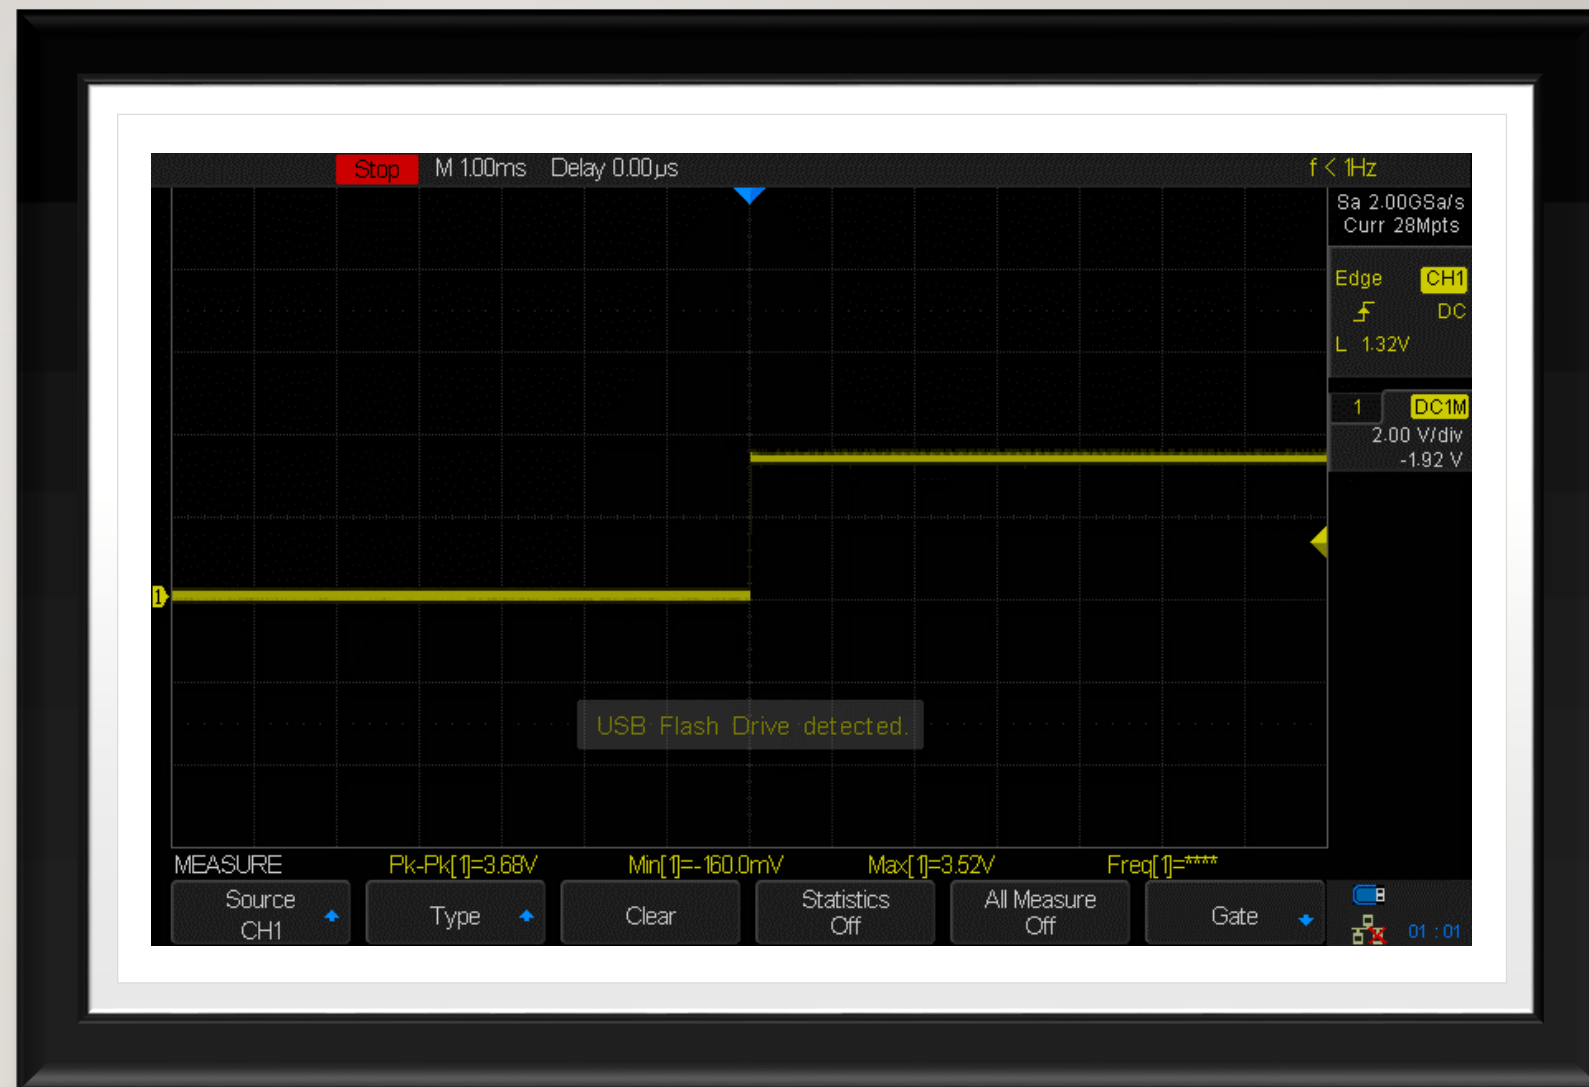 Stop M 1.00ms Delay 0.00µs f < 1Hz
Sa 2.00GSa/s
Curr 28Mpts
Edge CH1
DC
L 1.32V
1 DC1M
2.00 V/div
-1.92 V
1
USB Flash Drive detected.
MEASURE Pk-Pk[1]=3.68V Min[1]=-160.0mV Max[1]=3.52V Freq[1]=****
Source
CH1
Type
Clear
Statistics
Off
All Measure
Off
Gate
01 : 01